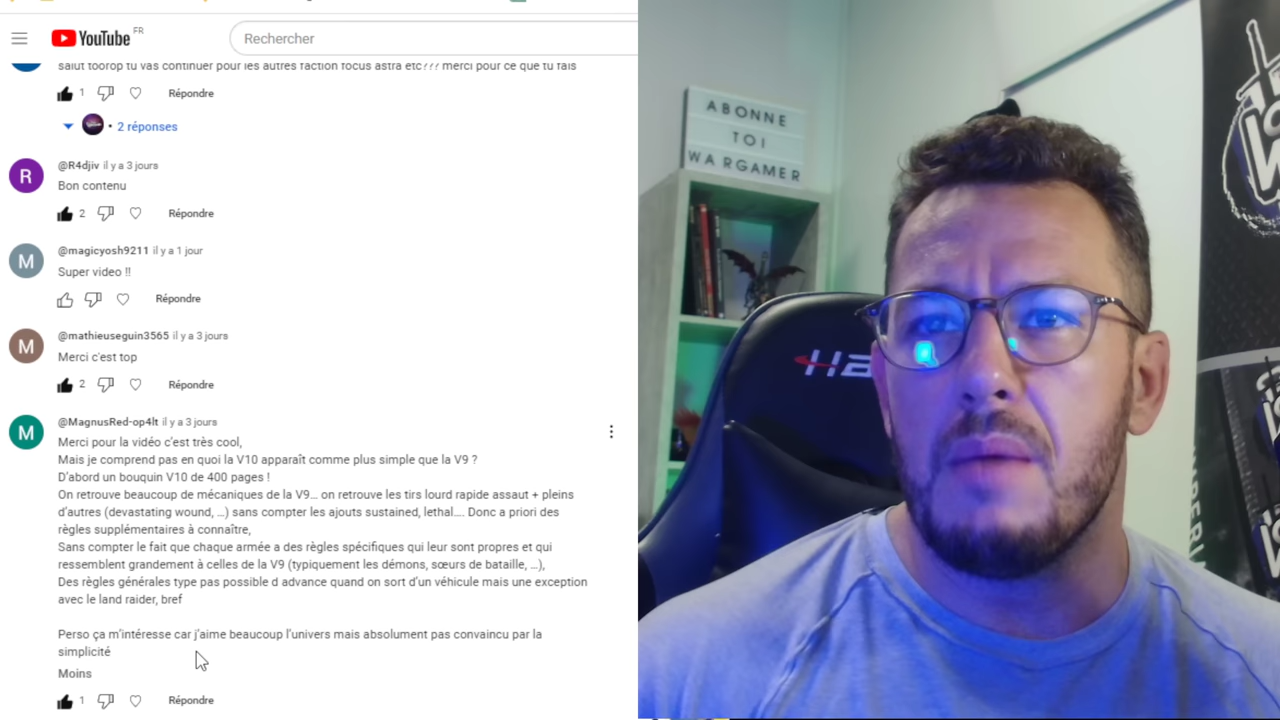 YouTube FR
Rechercher
salut toorop tu vas continuer pour les autres faction focus astra etc??? merci pour ce que tu fais
1 Répondre
• 2 réponses
R
@R4djiv il y a 3 jours
Bon contenu
2 Répondre
M
@magicyosh9211 il y a 1 jour
Super video !!
Répondre
M
@mathieuseguin3565 il y a 3 jours
Merci c'est top
2 Répondre
M
@MagnusRed-op4lt il y a 3 jours
Merci pour la vidéo c'est très cool,
Mais je comprend pas en quoi la V10 apparaît comme plus simple que la V9 ?
D'abord un bouquin V10 de 400 pages !
On retrouve beaucoup de mécaniques de la V9... on retrouve les tirs lourd rapide assaut + pleins
d'autres (devastating wound, ...) sans compter les ajouts sustained, lethal.... Donc a priori des
règles supplémentaires à connaître,
Sans compter le fait que chaque armée a des règles spécifiques qui leur sont propres et qui
ressemblent grandement à celles de la V9 (typiquement les démons, sœurs de bataille, ...),
Des règles générales type pas possible d advance quand on sort d'un véhicule mais une exception
avec le land raider, bref
Perso ça m'intéresse car j'aime beaucoup l'univers mais absolument pas convaincu par la
simplicité
Moins
1 Répondre
ABONNE
TOI
WARGAMER